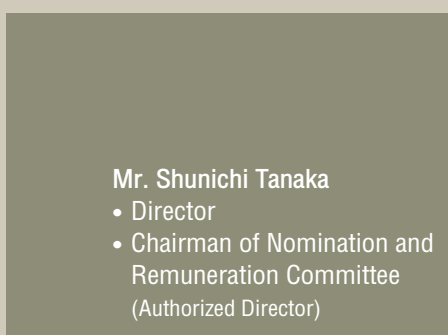 Mr. Shunichi Tanaka
• Director
• Chairman of Nomination and
Remuneration Committee
(Authorized Director)